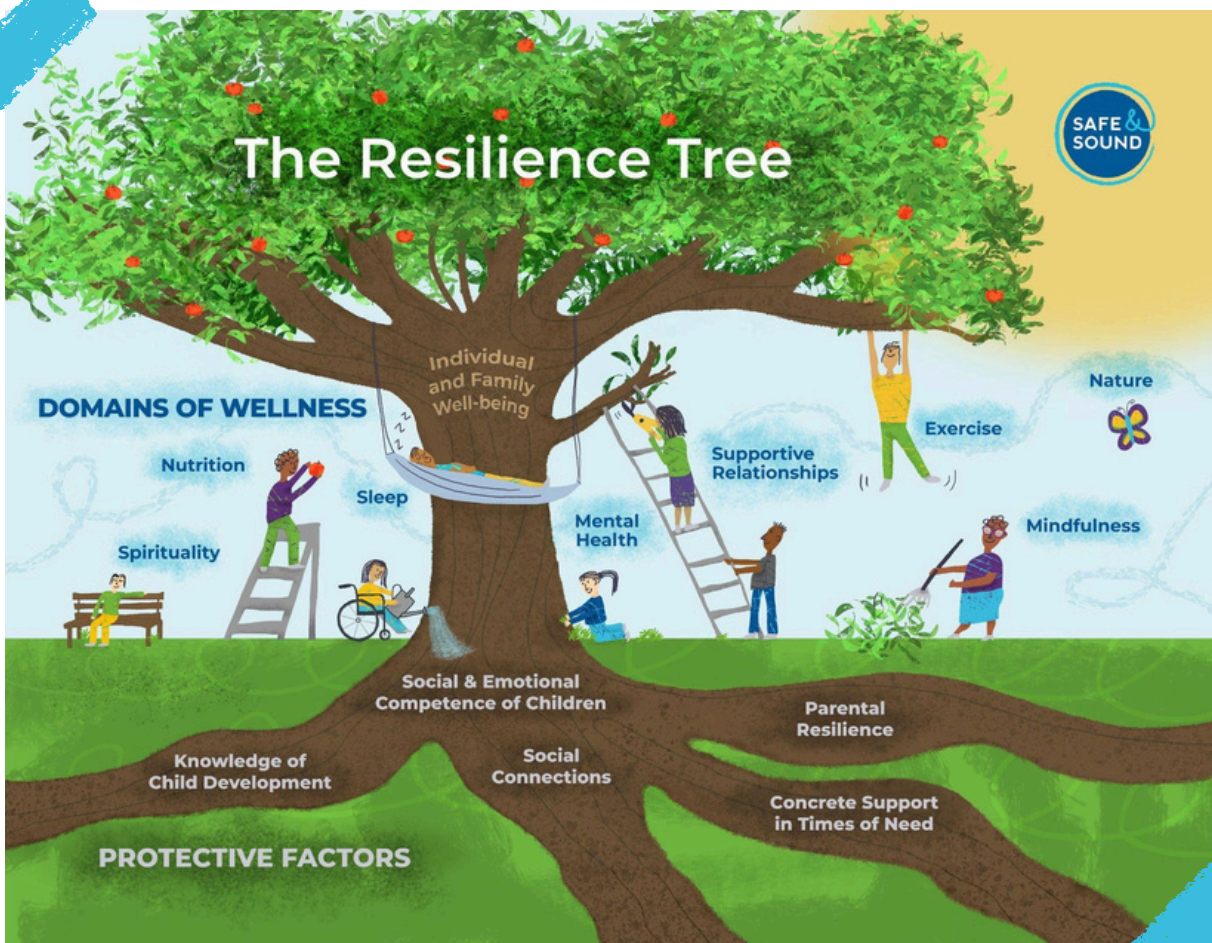 The Resilience Tree
SAFE &
SOUND
Individual
and Family
Well-being
DOMAINS OF WELLNESS
Nutrition
Sleep
z z z
Spirituality
Mental
Health
Supportive
Relationships
Exercise
Nature
Mindfulness
Social & Emotional
Competence of Children
Knowledge of
Child Development
Social
Connections
Parental
Resilience
Concrete Support
in Times of Need
PROTECTIVE FACTORS